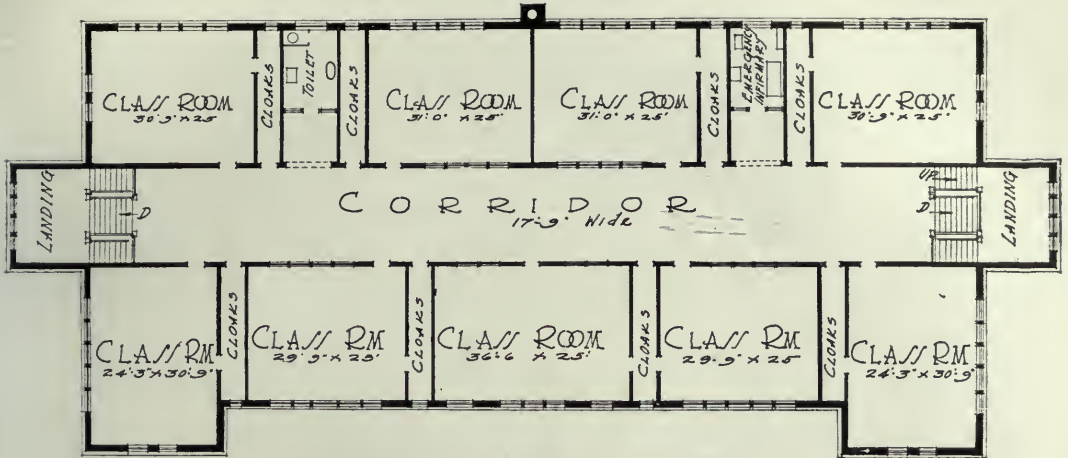 CLASS ROOM
30'-9" X 25'
CLOAKS
TOILET
CLOAKS
CLASS ROOM
31'-0" X 25'
CLASS ROOM
31'-0" X 25'
CLOAKS
EMERGENCY
INFIRMARY
CLOAKS
CLASS ROOM
30'-9" X 25'
LANDING
D
CORRIDOR
17'-9" Wide
UP
D
LANDING
CLASS RM
24'-3" X 30'-9"
CLOAKS
CLASS RM
29'-9" X 25'
CLOAKS
CLASS ROOM
36'-6 X 25'
CLOAKS
CLASS RM
29'-9" X 25
CLOAKS
CLASS RM
24'-3" X 30'-9"